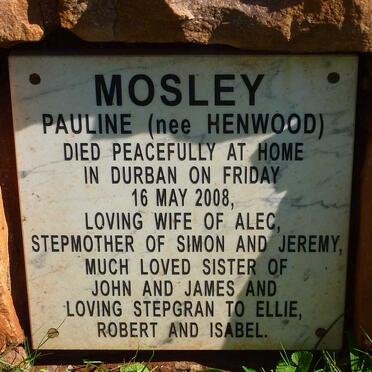 MOSLEY
PAULINE (nee HENWOOD)
DIED PEACEFULLY AT HOME
IN DURBAN ON FRIDAY
16 MAY 2008,
LOVING WIFE OF ALEC,
STEPMOTHER OF SIMON AND JEREMY,
MUCH LOVED SISTER OF
JOHN AND JAMES AND
LOVING STEPGRAN TO ELLIE,
ROBERT AND ISABEL.